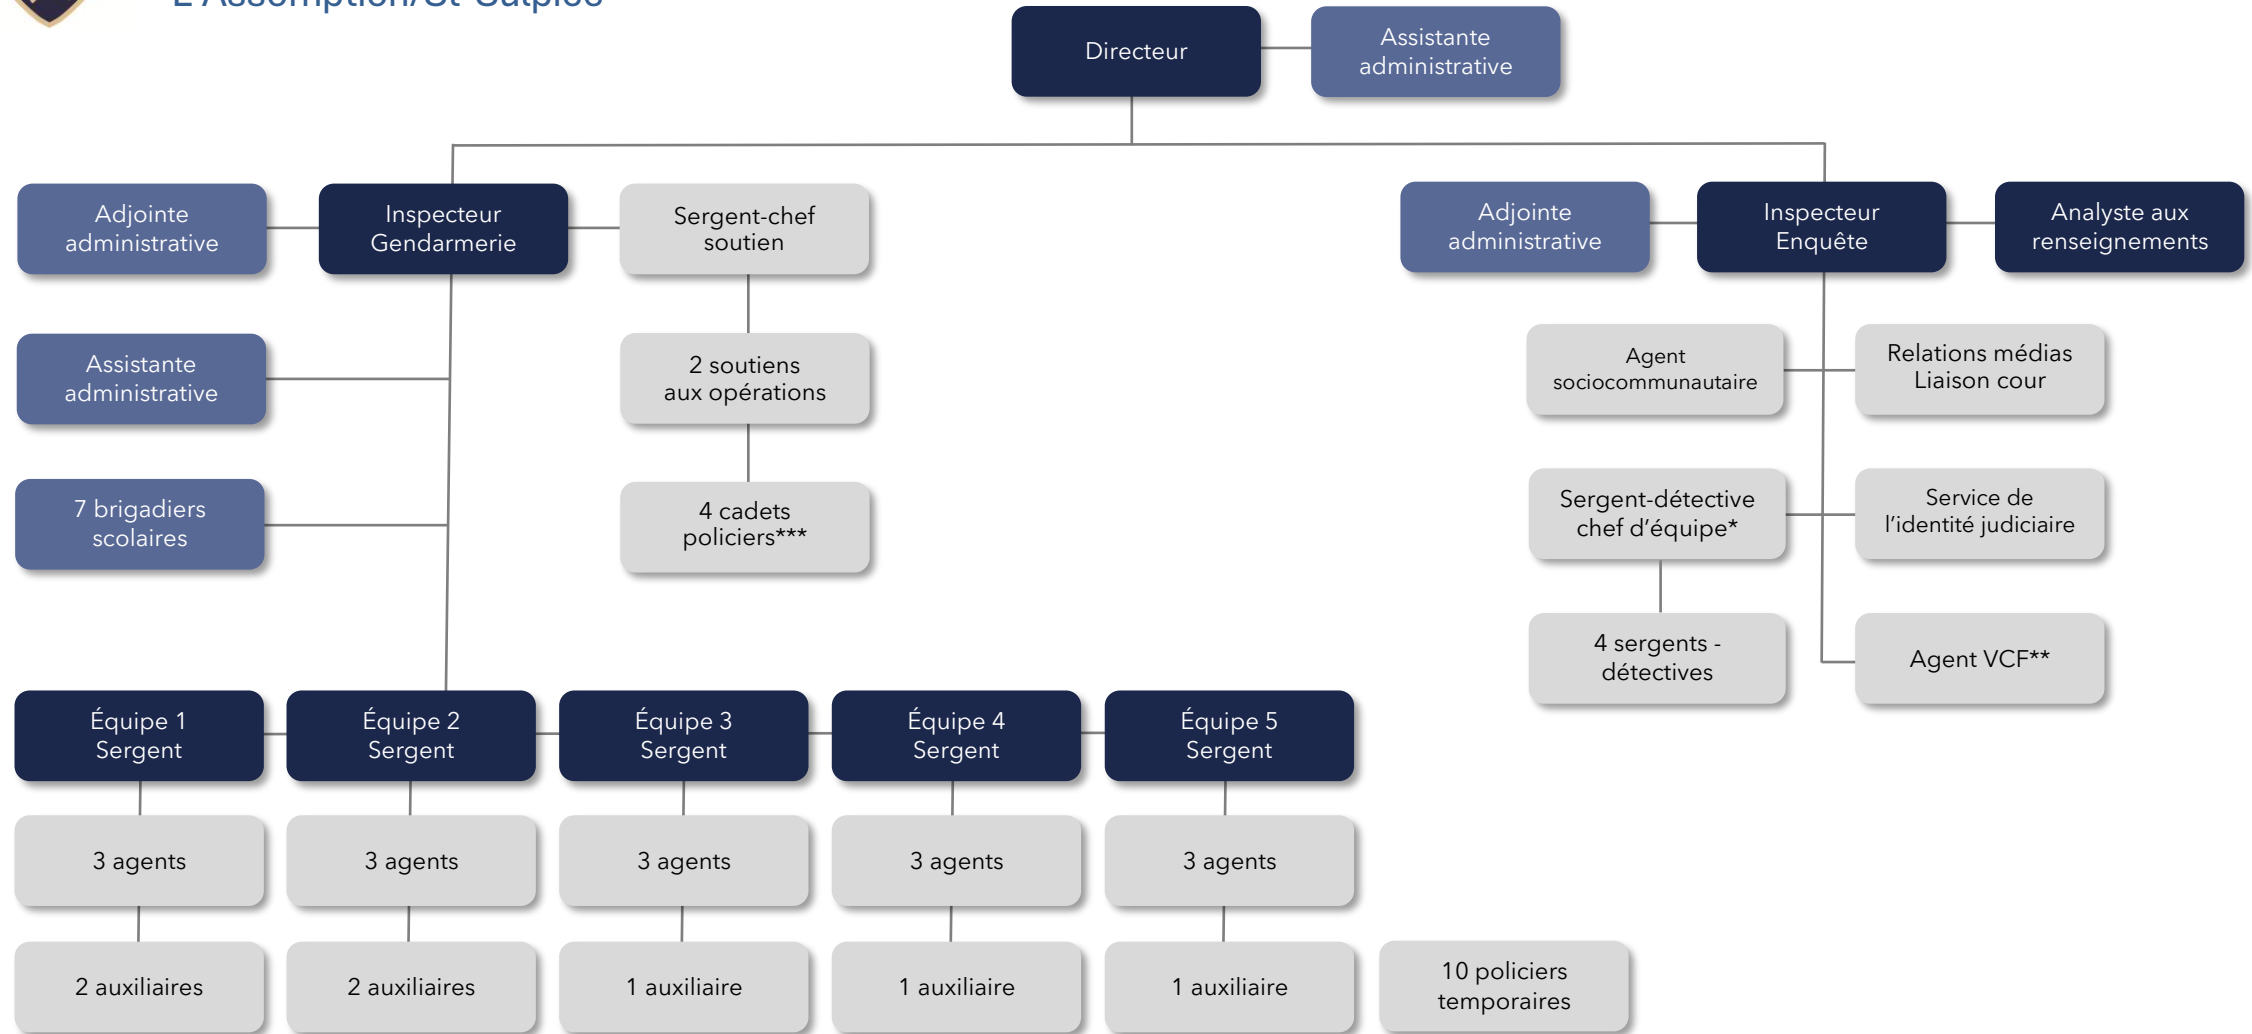 L'Assomption/St-Sulpice
Directeur
Assistante
administrative
Adjointe
administrative
Inspecteur
Gendarmerie
Sergent-chef
soutien
Adjointe
administrative
Inspecteur
Enquête
Analyste aux
renseignements
Assistante
administrative
2 soutiens
aux opérations
Agent
sociocommunautaire
Relations médias
Liaison cour
7 brigadiers
scolaires
4 cadets
policiers***
Sergent-détective
chef d'équipe*
Service de
l'identité judiciaire
4 sergents -
détectives
Agent VCF**
Équipe 1
Sergent
Équipe 2
Sergent
Équipe 3
Sergent
Équipe 4
Sergent
Équipe 5
Sergent
3 agents
3 agents
3 agents
3 agents
3 agents
2 auxiliaires
2 auxiliaires
1 auxiliaire
1 auxiliaire
1 auxiliaire
10 policiers
temporaires